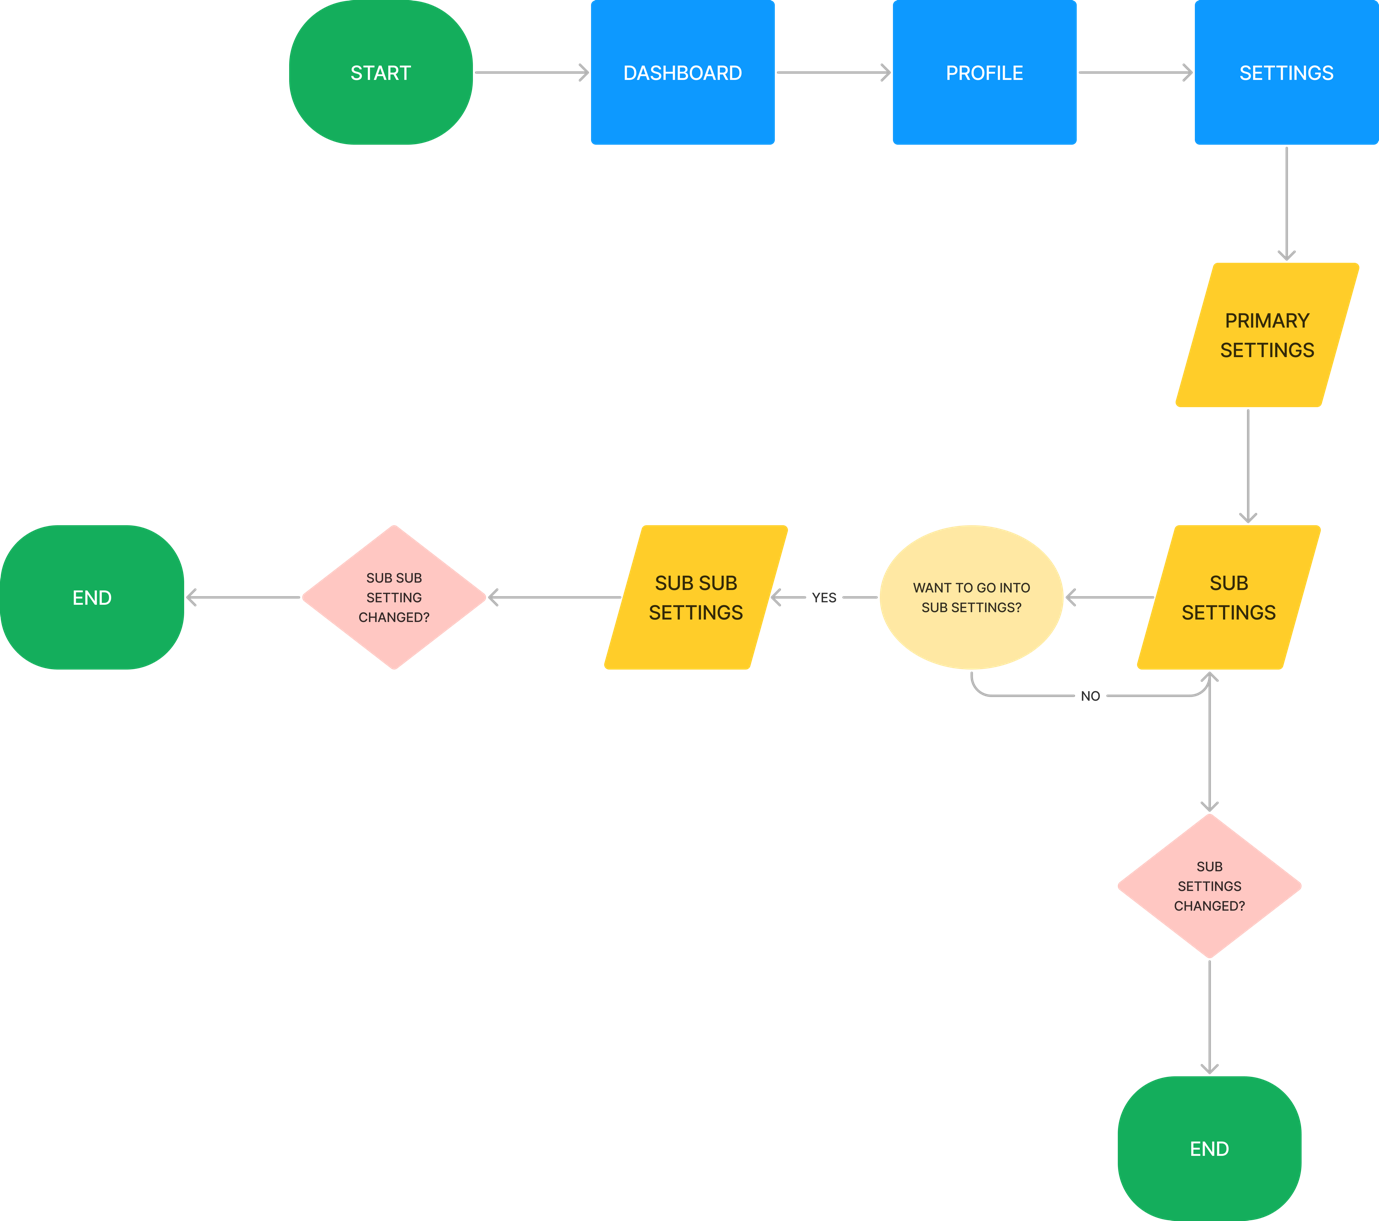 START
DASHBOARD
PROFILE
SETTINGS
PRIMARY
SETTINGS
END
SUB SUB
SETTING
CHANGED?
SUB SUB
SETTINGS
YES
WANT TO GO INTO
SUB SETTINGS?
SUB
SETTINGS
NO
SUB
SETTINGS
CHANGED?
END